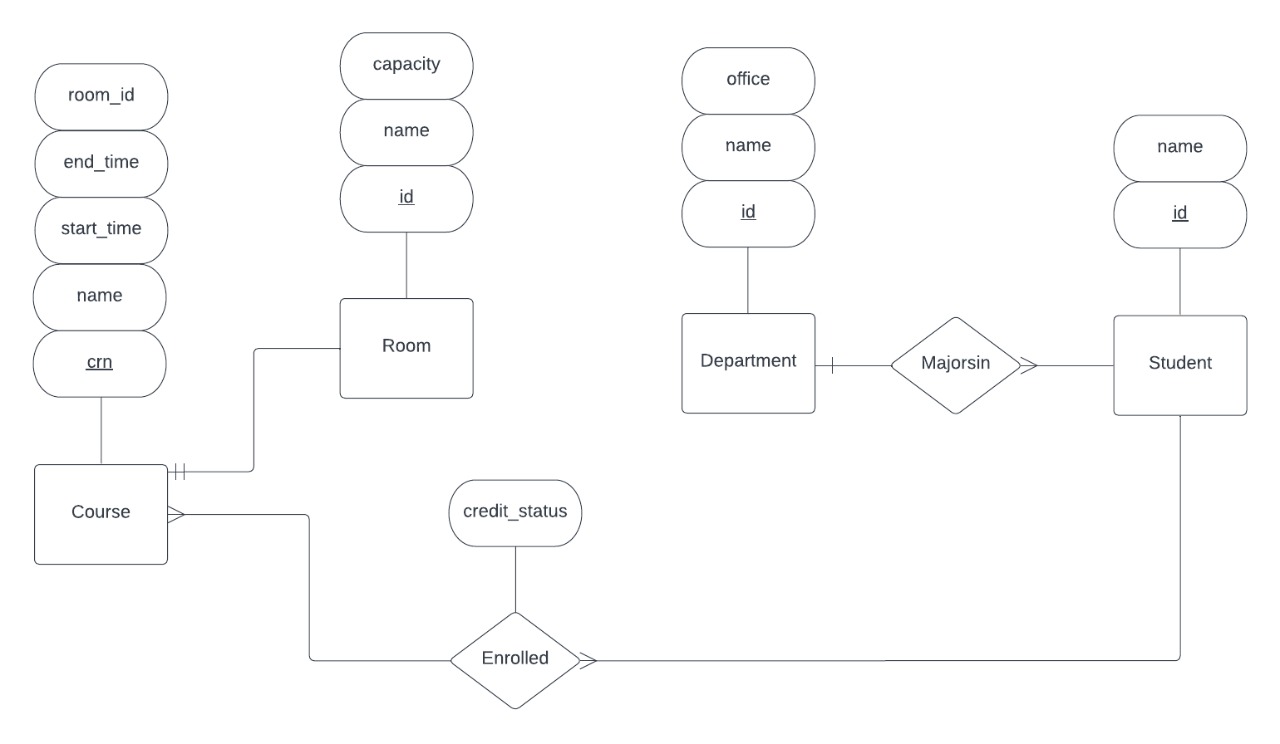 room_id
end_time
start_time
name
crn
Course
capacity
name
id
Room
office
name
id
Department
Majorsin
name
id
Student
credit_status
Enrolled